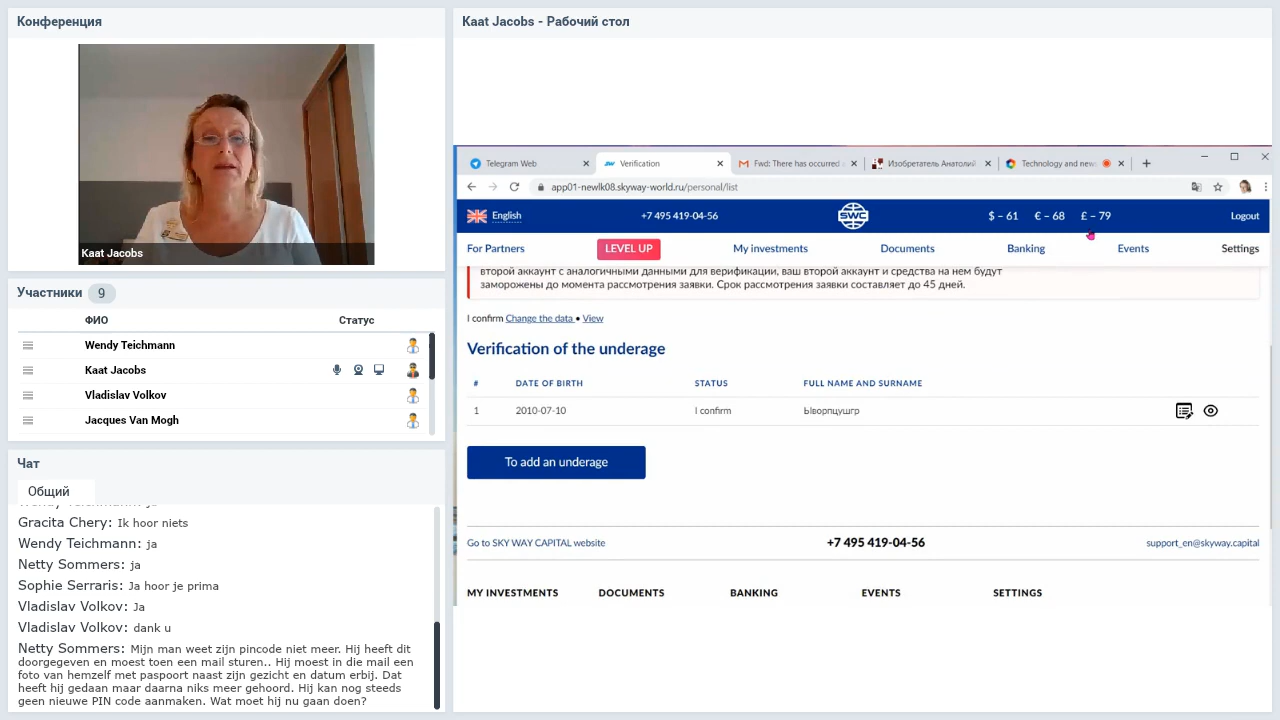 Конференция
Kaat Jacobs
Участники 9
ФИО Статус
Wendy Teichmann
Kaat Jacobs
Vladislav Volkov
Jacques Van Mogh
Чат
Общий
Wendy Teichmann: ja
Gracita Chery: Ik hoor niets
Wendy Teichmann: ja
Netty Sommers: ja
Sophie Serraris: Ja hoor je prima
Vladislav Volkov: Ja
Vladislav Volkov: dank u
Netty Sommers: Mijn man weet zijn pincode niet meer. Hij heeft dit
doorgegeven en moest toen een mail sturen.. Hij moest in die mail een
foto van hemzelf met paspoort naast zijn gezicht en datum erbij. Dat
heeft hij gedaan maar daarna niks meer gehoord. Hij kan nog steeds
geen nieuwe PIN code aanmaken. Wat moet hij nu gaan doen?
Kaat Jacobs - Рабочий стол
Telegram Web
Verification
Fwd: There has occurred
Изобретатель Анатолий
Technology and new
app01-newlk08.skyway-world.ru/personal/list
English +7 495 419-04-56 SWC $ – 61 € – 68 £ – 79 Logout
For Partners LEVEL UP My investments Documents Banking Events Settings
второй аккаунт с аналогичными данными для верификации, ваш второй аккаунт и средства на нем будут
заморожены до момента рассмотрения заявки. Срок рассмотрения заявки составляет до 45 дней.
I confirm Change the data • View
Verification of the underage
# DATE OF BIRTH STATUS FULL NAME AND SURNAME
1 2010-07-10 I confirm Ыворпцушгр
To add an underage
Go to SKY WAY CAPITAL website +7 495 419-04-56 support_en@skyway.capital
MY INVESTMENTS DOCUMENTS BANKING EVENTS SETTINGS